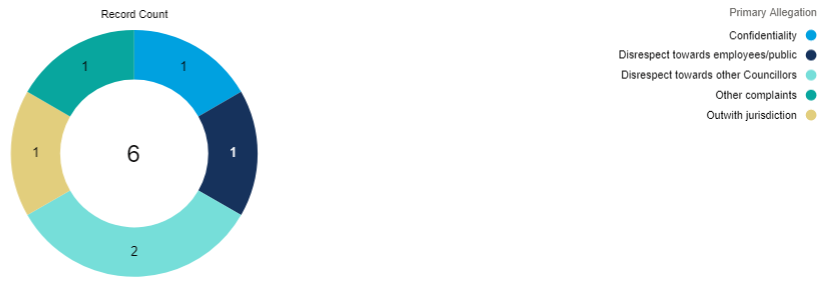 Record Count
1
1
1
1
2
6
Primary Allegation
Confidentiality
Disrespect towards employees/public
Disrespect towards other Councillors
Other complaints
Outwith jurisdiction